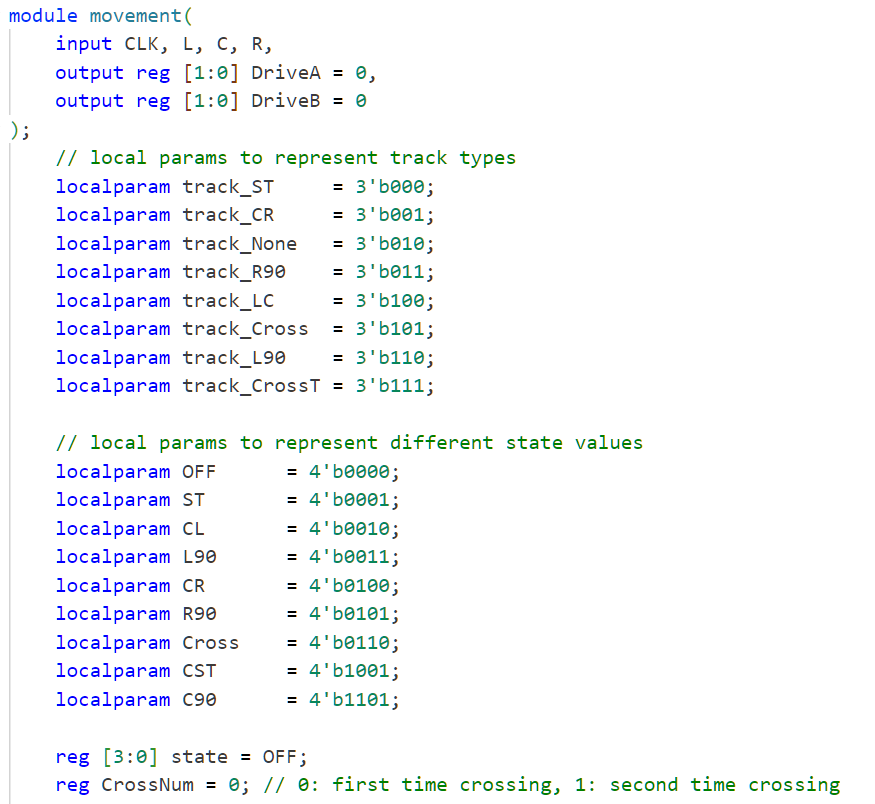 module movement(
    input CLK, L, C, R,
    output reg [1:0] DriveA = 0,
    output reg [1:0] DriveB = 0
);
    // local params to represent track types
    localparam track_ST     = 3'b000;
    localparam track_CR     = 3'b001;
    localparam track_None   = 3'b010;
    localparam track_R90    = 3'b011;
    localparam track_LC     = 3'b100;
    localparam track_Cross  = 3'b101;
    localparam track_L90    = 3'b110;
    localparam track_CrossT = 3'b111;

    // local params to represent different state values
    localparam OFF      = 4'b0000;
    localparam ST       = 4'b0001;
    localparam CL       = 4'b0010;
    localparam L90      = 4'b0011;
    localparam CR       = 4'b0100;
    localparam R90      = 4'b0101;
    localparam Cross    = 4'b0110;
    localparam CST      = 4'b1001;
    localparam C90      = 4'b1101;

    reg [3:0] state = OFF;
    reg CrossNum = 0; // 0: first time crossing, 1: second time crossing